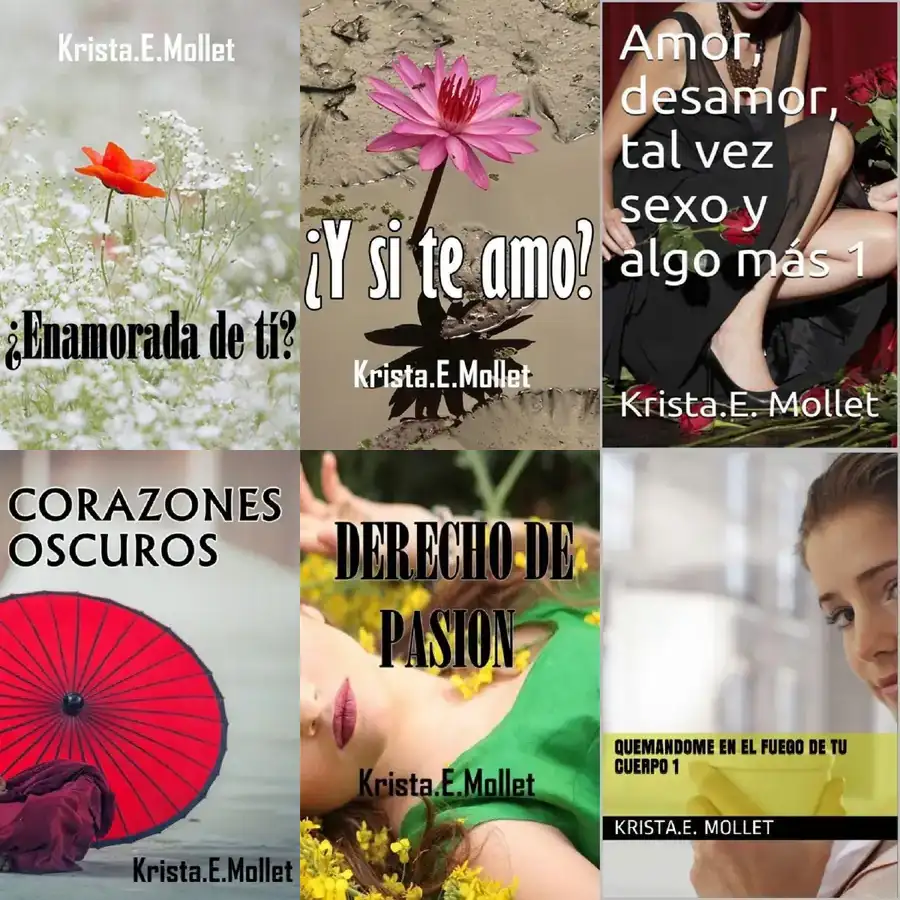 Krista.E.Mollet
¿Enamorada de tí?
¿Y si te amo?
Krista.E.Mollet
Amor,
desamor,
tal vez
sexo y
algo más 1
Krista.E. Mollet
CORAZONES
OSCUROS
Krista.E.Mollet
DERECHO DE
PASION
Krista.E.Mollet
QUEMANDOME EN EL FUEGO DE TU
CUERPO 1
KRISTA.E. MOLLET